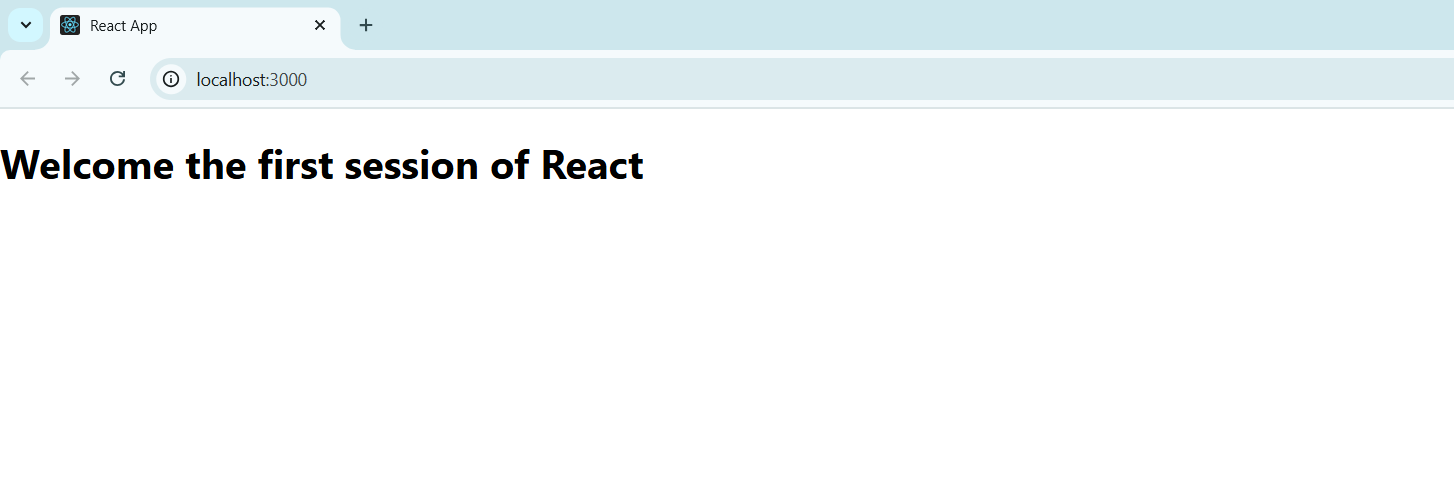 React App
localhost:3000
Welcome the first session of React